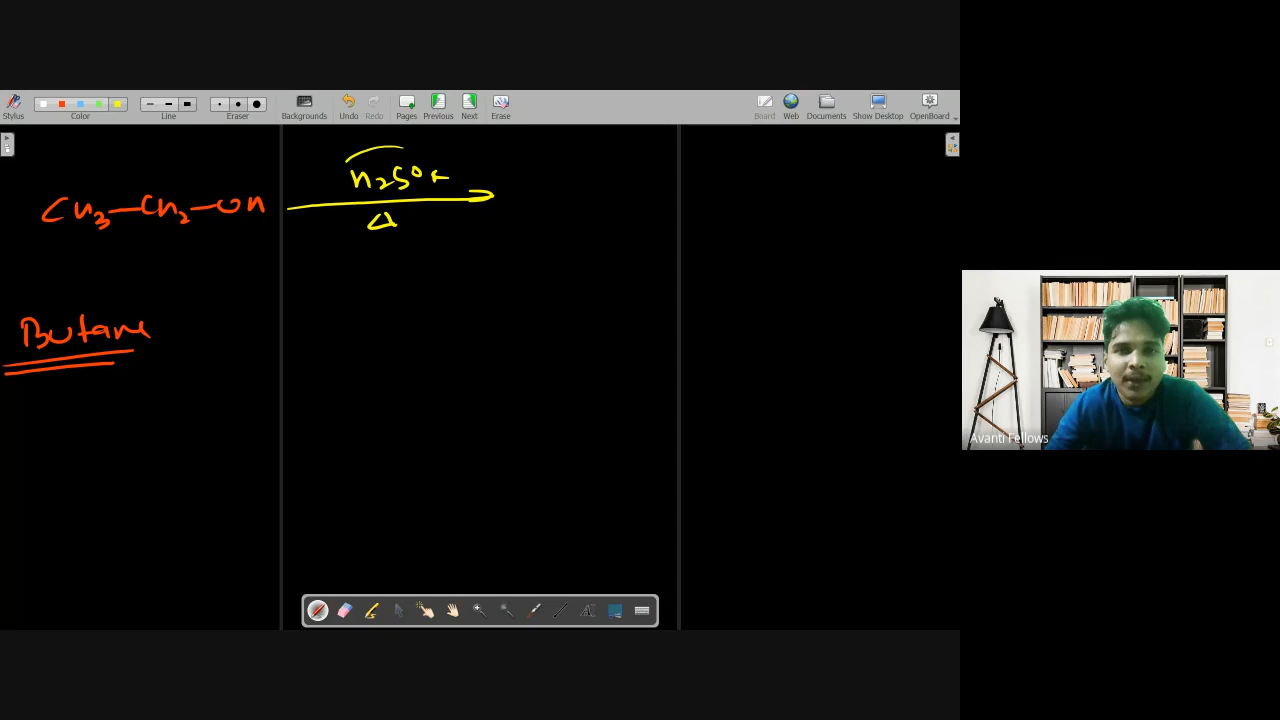 Stylus Color Line Eraser Backgrounds Undo Redo Pages Previous Next Erase Board Web Documents Show Desktop OpenBoard
H2SO4
CH3—CH2—OH
Δ
Butane
Avanti Fellows